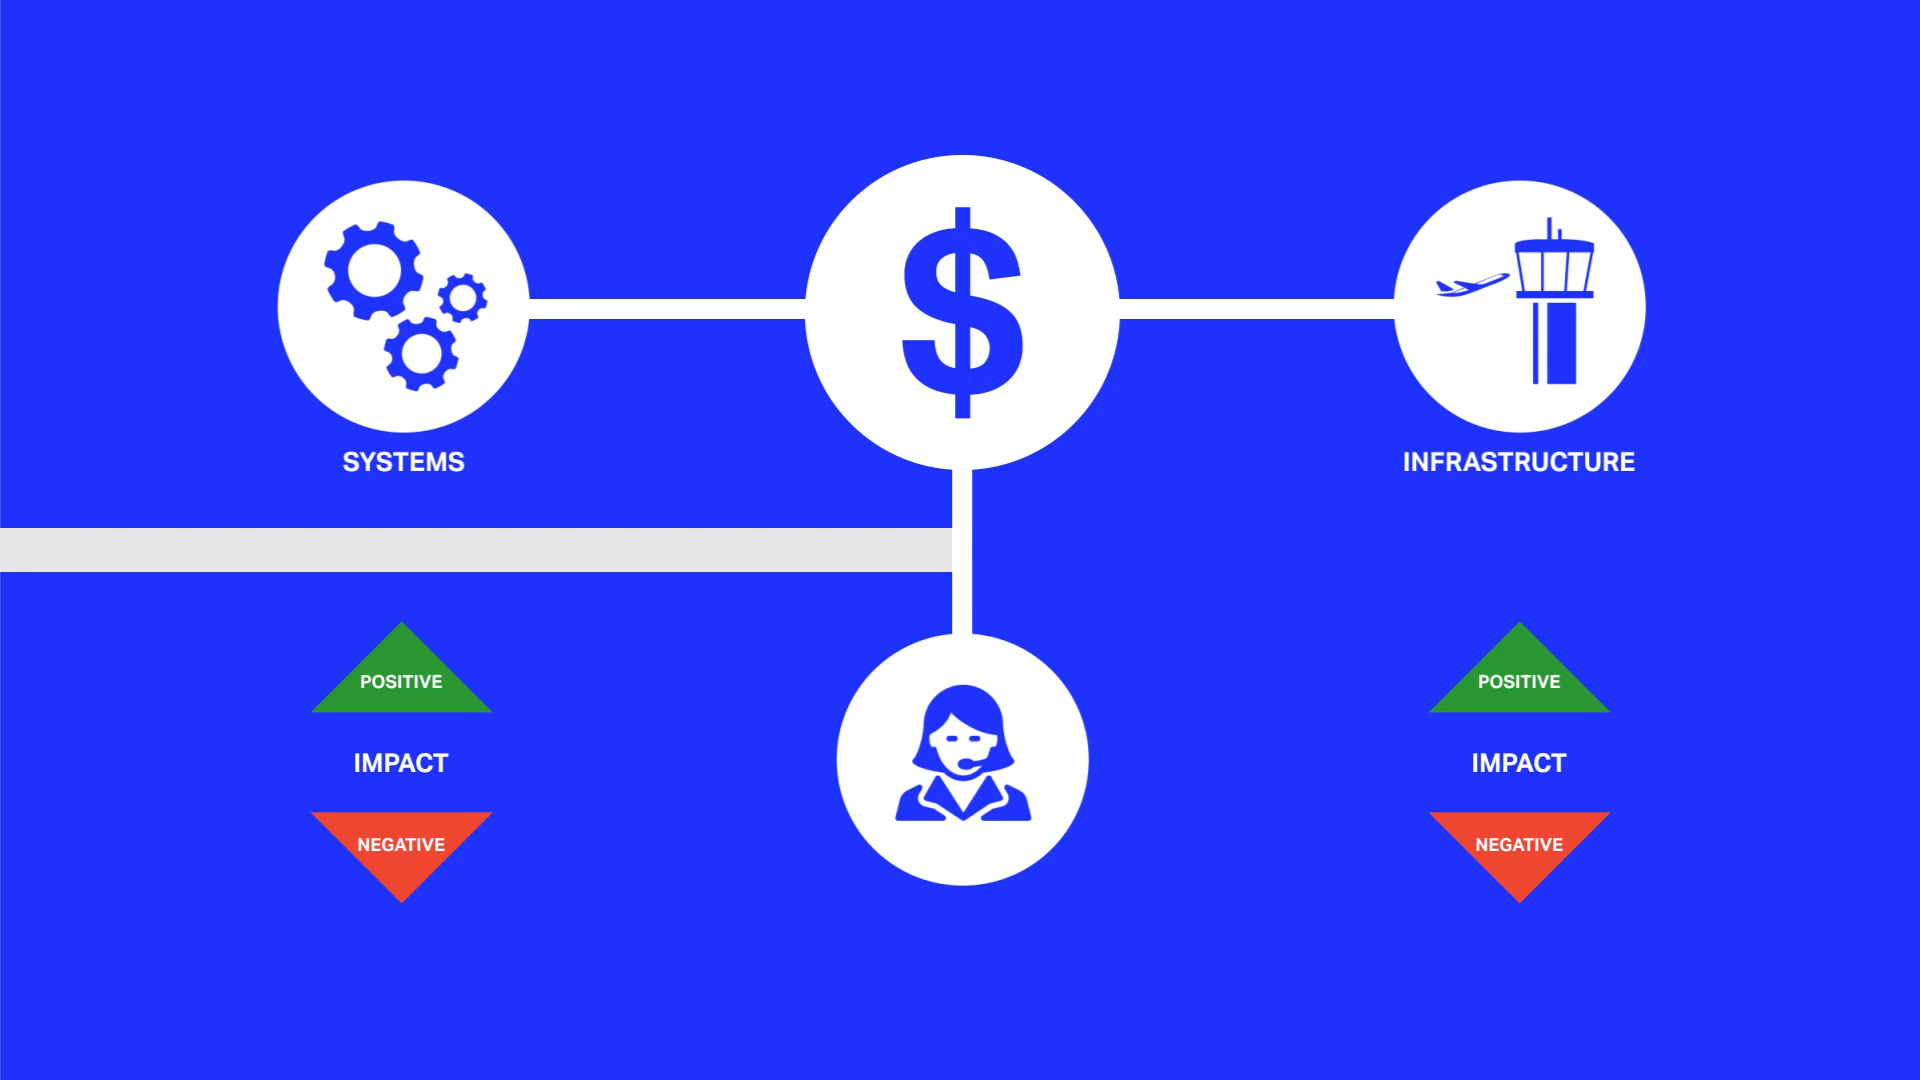 $
SYSTEMS
INFRASTRUCTURE
POSITIVE
IMPACT
NEGATIVE
POSITIVE
IMPACT
NEGATIVE